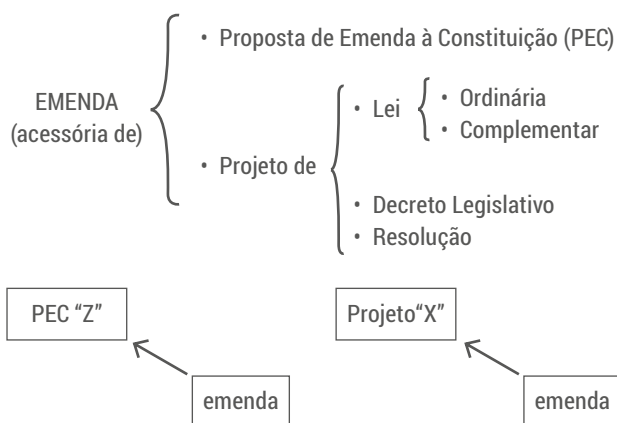 • Proposta de Emenda à Constituição (PEC)
EMENDA
(acessória de)
• Projeto de
• Lei
• Ordinária
• Complementar
• Decreto Legislativo
• Resolução
PEC “Z”
Projeto“X”
emenda
emenda